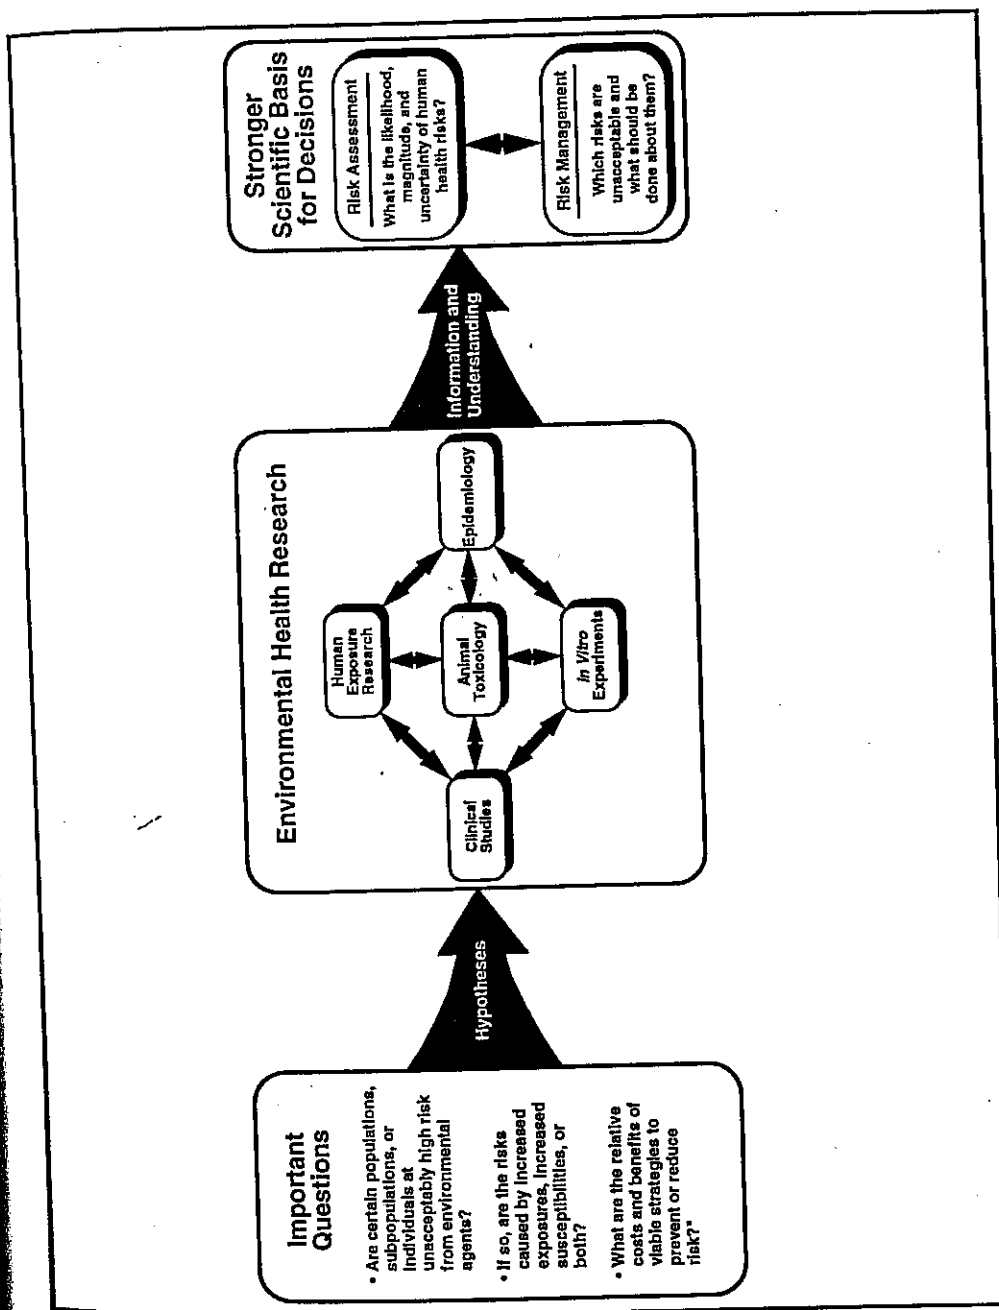 Important
Questions
• Are certain populations,
subpopulations, or
individuals at
unacceptably high risk
from environmental
agents?
• If so, are the risks
caused by increased
exposures, increased
susceptibilities, or
both?
• What are the relative
costs and benefits of
viable strategies to
prevent or reduce
risk?"
Hypotheses
Environmental Health Research
Human
Exposure
Research
Clinical
Studies
Animal
Toxicology
Epidemiology
In Vitro
Experiments
Information and
Understanding
Stronger
Scientific Basis
for Decisions
Risk Assessment
What is the likelihood,
magnitude, and
uncertainty of human
health risks?
Risk Management
Which risks are
unacceptable and
what should be
done about them?